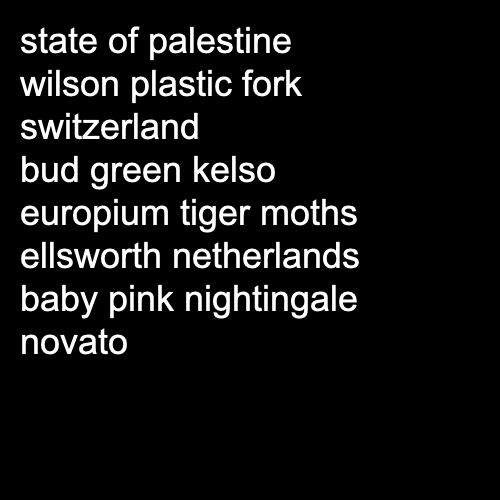 state of palestine
wilson plastic fork
switzerland
bud green kelso
europium tiger moths
ellsworth netherlands
baby pink nightingale
novato